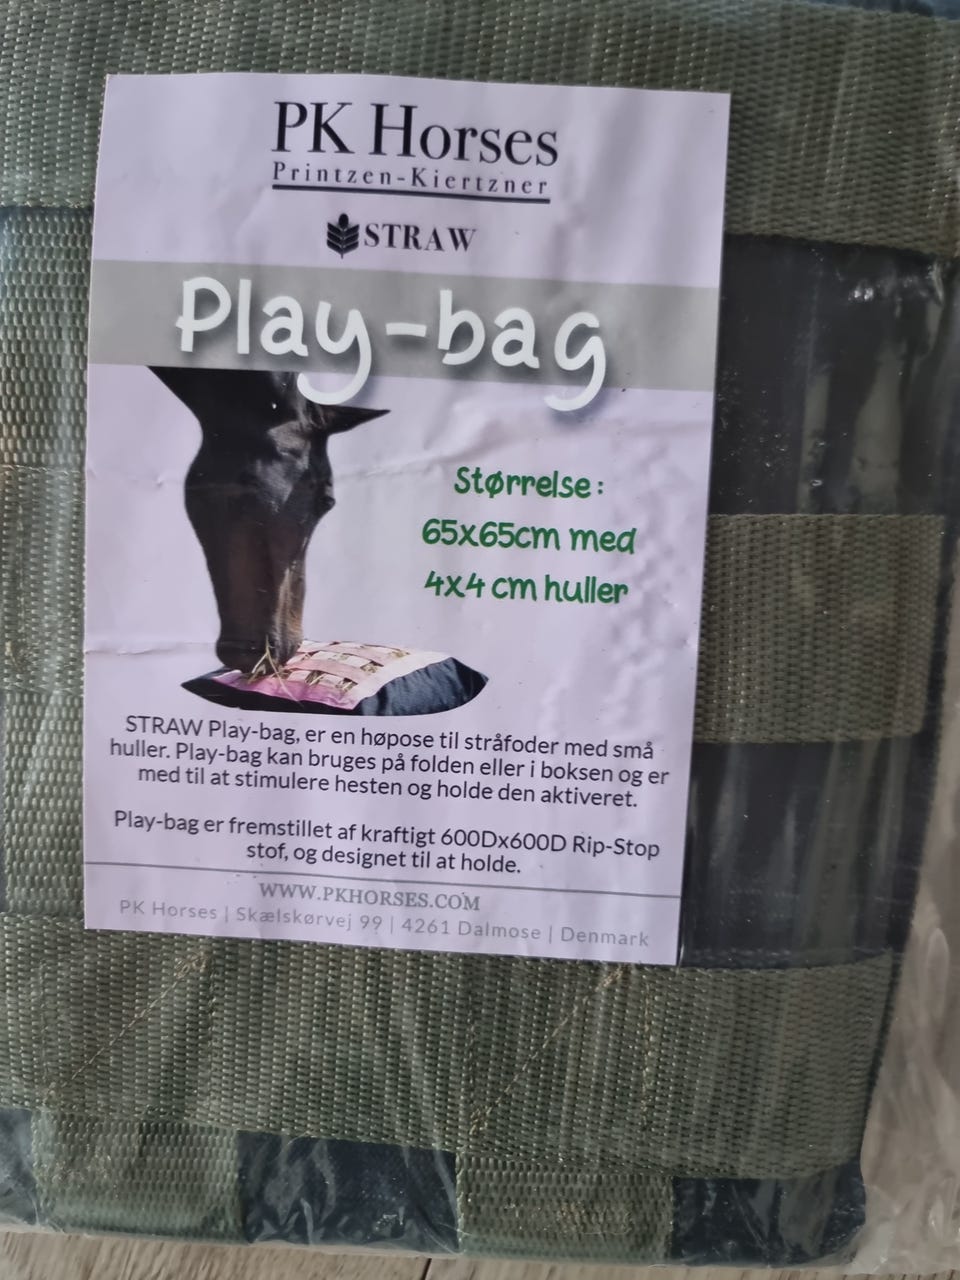 PK Horses
Printzen-Kiertzner
STRAW
Play-bag
Størrelse:
65x65cm med
4x4 cm huller
STRAW Play-bag, er en høpose til stråfoder med små
huller. Play-bag kan bruges på folden eller i boksen og er
med til at stimulere hesten og holde den aktiveret.
Play-bag er fremstillet af kraftigt 600Dx600D Rip-Stop
stof, og designet til at holde.
WWW.PKHORSES.COM
PK Horses | Skælskørvej 99 | 4261 Dalmose | Denmark